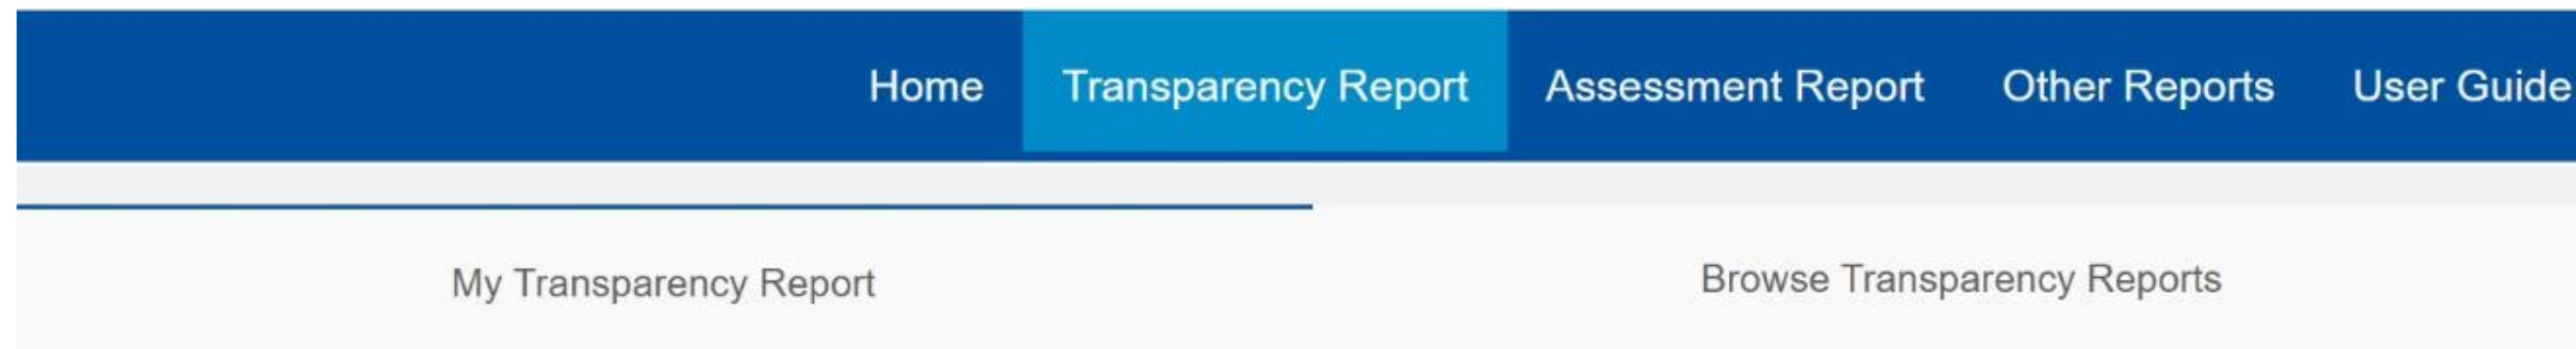 Home Transparency Report Assessment Report Other Reports User Guide
My Transparency Report Browse Transparency Reports